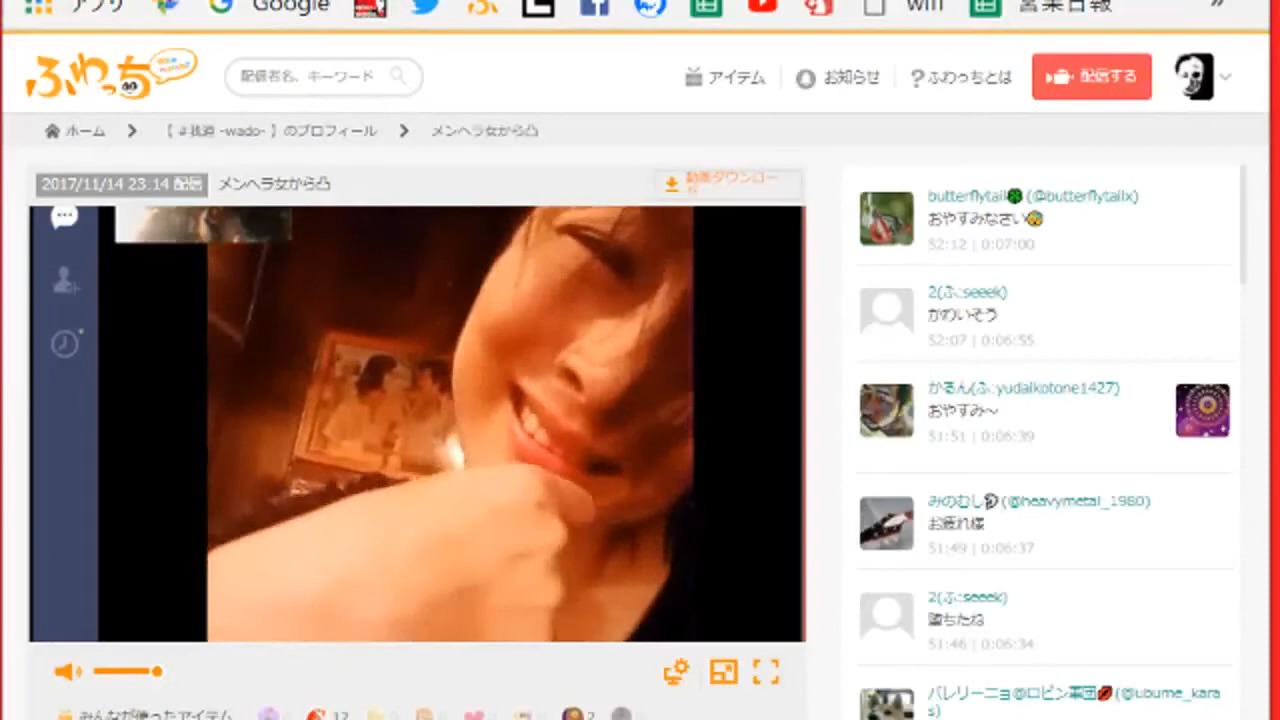 アプリ
Google
wifi
営業日報
»
ふわっち
配信者名、キーワード
アイテム
お知らせ
?ふわっちとは
配信する
ホーム
【#桟道 -wado- 】のプロフィール
メンヘラ女から凸
2017/11/14 23:14 配信
メンヘラ女から凸
動画ダウンロード
butterflytail (@butterflytailx)
おやすみなさい
52:12 | 0:07:00
2(ふ:seeek)
かわいそう
52:07 | 0:06:55
かるん(ふ:yudaikotone1427)
おやすみ〜
51:51 | 0:06:39
みのむし (@heavymetal_1980)
お疲れ様
51:49 | 0:06:37
2(ふ:seeek)
堕ちたね
51:46 | 0:06:34
バレリーニョ@ロビン軍団 (@ubume_karas)
みんなが使ったアイテム
12
2